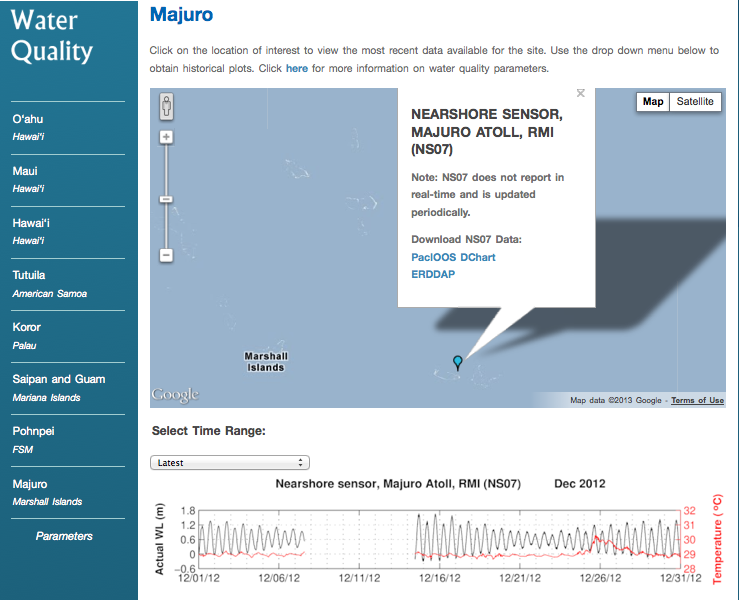 Water
Quality
Oʻahu
Hawaiʻi
Maui
Hawaiʻi
Hawaiʻi
Hawaiʻi
Tutuila
American Samoa
Koror
Palau
Saipan and Guam
Mariana Islands
Pohnpei
FSM
Majuro
Marshall Islands
Parameters
Majuro
Click on the location of interest to view the most recent data available for the site. Use the drop down menu below to
obtain historical plots. Click here for more information on water quality parameters.
Map Satellite
NEARSHORE SENSOR,
MAJURO ATOLL, RMI
(NS07)
Note: NS07 does not report in
real-time and is updated
periodically.
Download NS07 Data:
PacIOOS DChart
ERDDAP
Marshall
Islands
Google
Map data ©2013 Google - Terms of Use
Select Time Range:
Latest
Nearshore sensor, Majuro Atoll, RMI (NS07) Dec 2012
Actual WL (m)
1.8
1.2
0.6
0
−0.6
32
31
30
29
28
Temperature (°C)
12/01/12 12/06/12 12/11/12 12/16/12 12/21/12 12/26/12 12/31/12